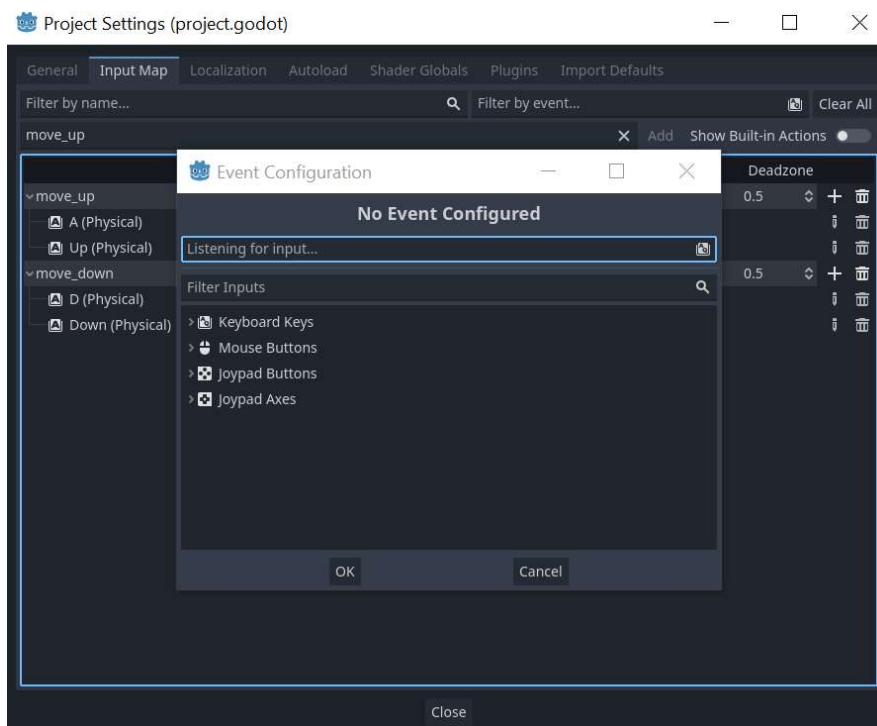 Project Settings (project.godot)
General Input Map Localization Autoload Shader Globals Plugins Import Defaults
Filter by name... Filter by event... Clear All
move_up Add Show Built-in Actions
Deadzone
move_up 0.5
A (Physical)
Up (Physical)
move_down 0.5
D (Physical)
Down (Physical)
Event Configuration
No Event Configured
Listening for input...
Filter Inputs
Keyboard Keys
Mouse Buttons
Joypad Buttons
Joypad Axes
OK Cancel
Close